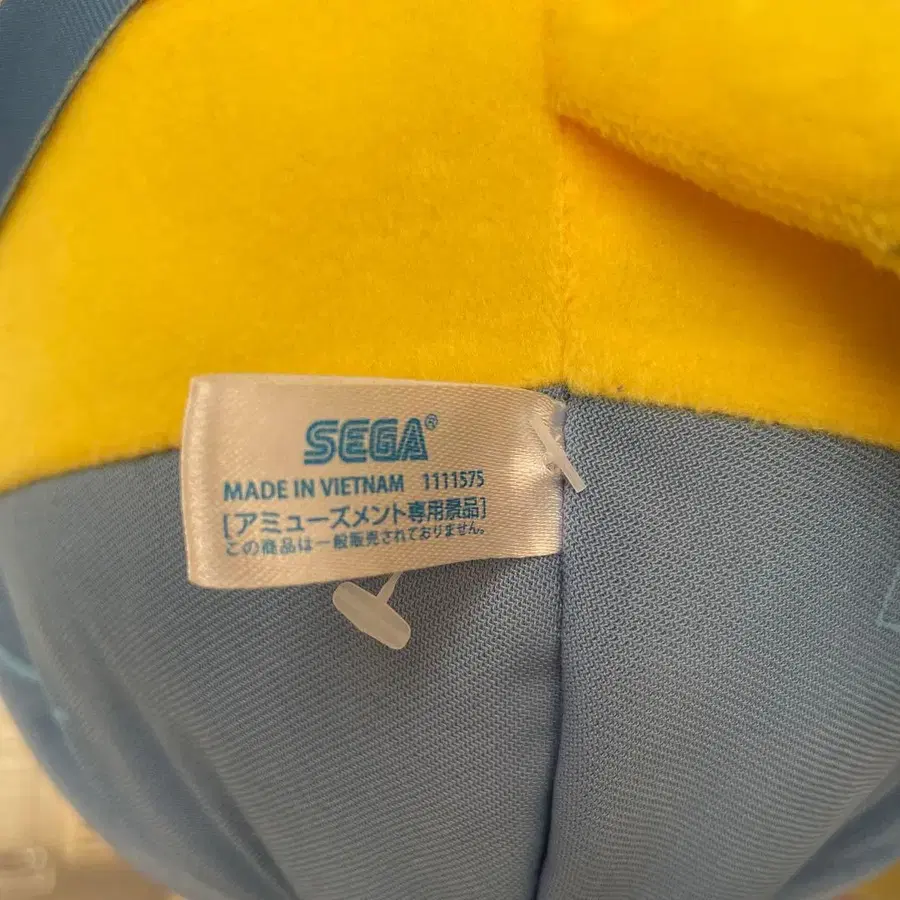 SEGA®
MADE IN VIETNAM 1111575
[アミューズメント専用景品]
この商品は一般販売されておりません。